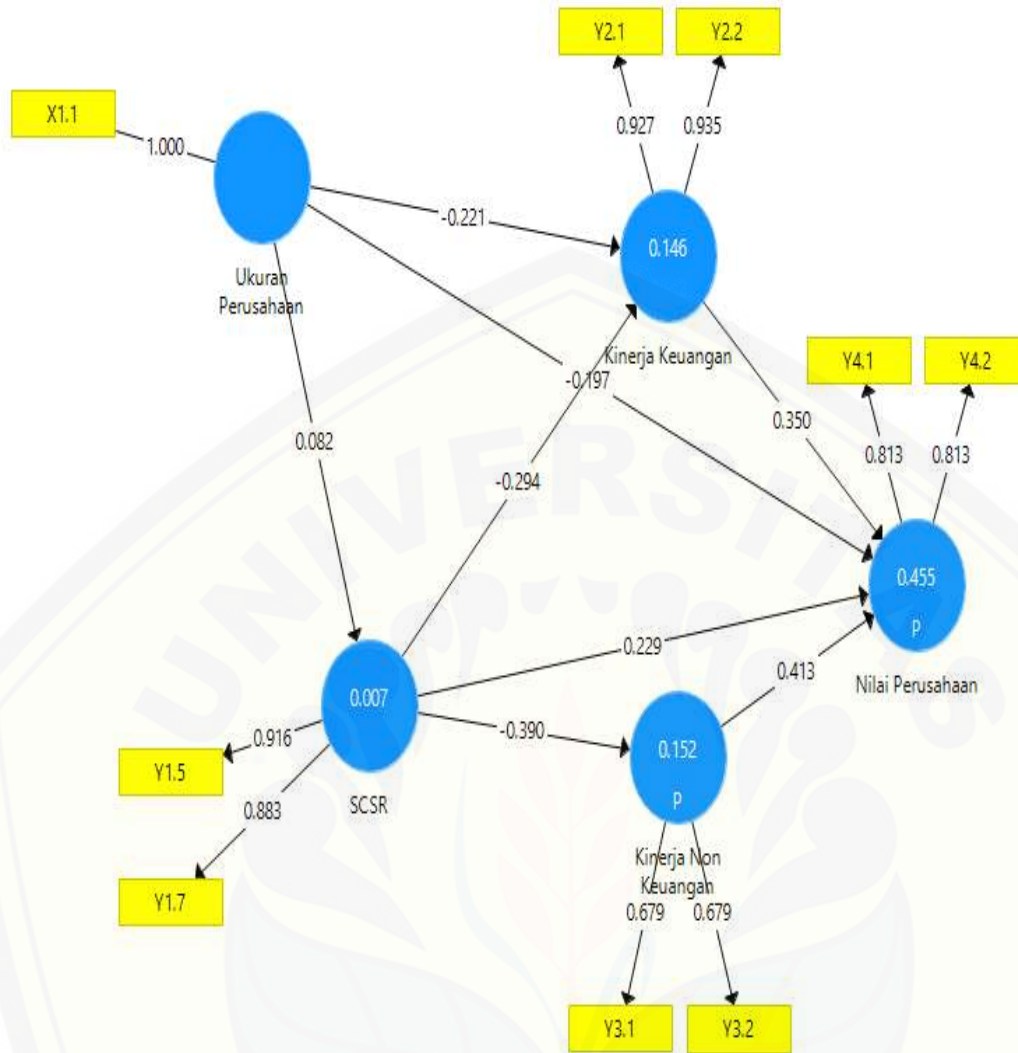 Y2.1
Y2.2
X1.1
1.000
0.927
0.935
-0.221
0.146
Ukuran
Perusahaan
Kinerja Keuangan
-0.197
Y4.1
Y4.2
0.350
0.082
0.813
0.813
-0.294
UNIVERSITAS
0.455
p
0.229
0.413
Nilai Perusahaan
0.007
-0.390
0.916
0.152
p
Y1.5
SCSR
0.883
Kinerja Non
Keuangan
Y1.7
0.679
0.679
Y3.1
Y3.2